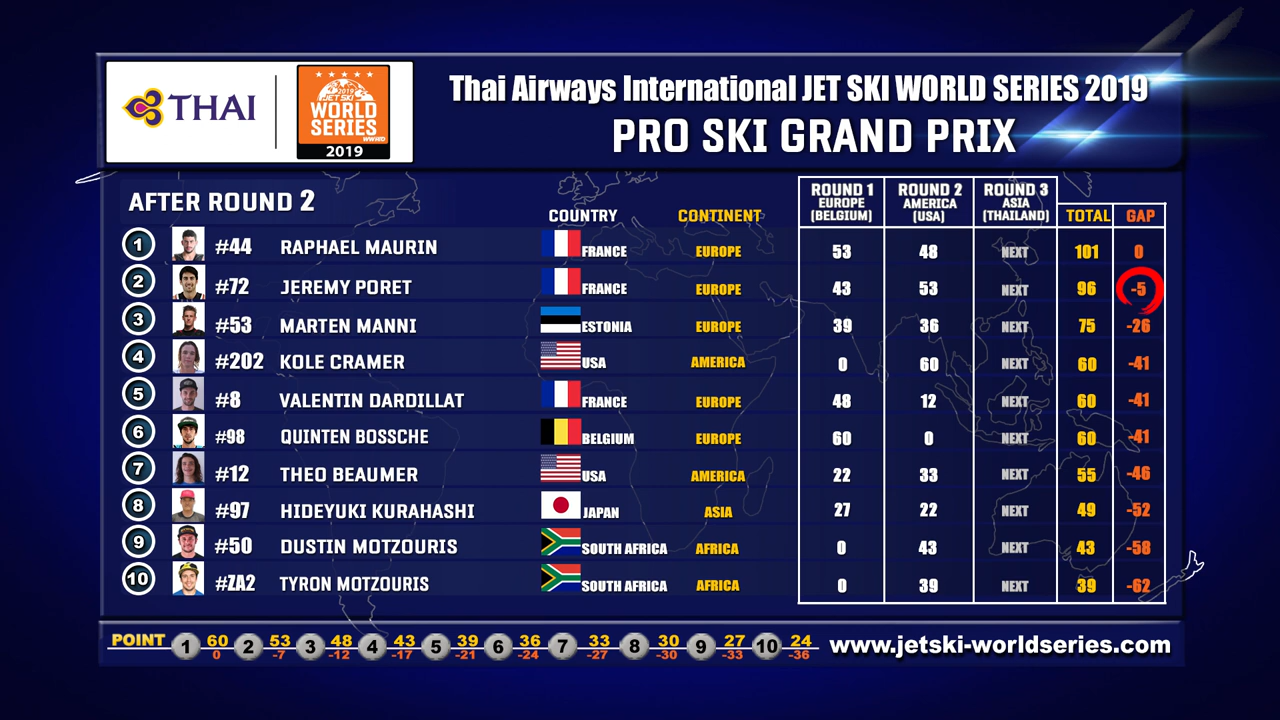 THAI
2019
JET SKI
WORLD
SERIES
WWRD
2019
Thai Airways International JET SKI WORLD SERIES 2019
PRO SKI GRAND PRIX
AFTER ROUND 2
COUNTRY CONTINENT ROUND 1 EUROPE (BELGIUM) ROUND 2 AMERICA (USA) ROUND 3 ASIA (THAILAND) TOTAL GAP
1 #44 RAPHAEL MAURIN FRANCE EUROPE 53 48 NEXT 101 0
2 #72 JEREMY PORET FRANCE EUROPE 43 53 NEXT 96 -5
3 #53 MARTEN MANNI ESTONIA EUROPE 39 36 NEXT 75 -26
4 #202 KOLE CRAMER USA AMERICA 0 60 NEXT 60 -41
5 #8 VALENTIN DARDILLAT FRANCE EUROPE 48 12 NEXT 60 -41
6 #98 QUINTEN BOSSCHE BELGIUM EUROPE 60 0 NEXT 60 -41
7 #12 THEO BEAUMER USA AMERICA 22 33 NEXT 55 -46
8 #97 HIDEYUKI KURAHASHI JAPAN ASIA 27 22 NEXT 49 -52
9 #50 DUSTIN MOTZOURIS SOUTH AFRICA AFRICA 0 43 NEXT 43 -58
10 #ZA2 TYRON MOTZOURIS SOUTH AFRICA AFRICA 0 39 NEXT 39 -62
POINT 1 60 2 53 3 48 4 43 5 39 6 36 7 33 8 30 9 27 10 24
0 -7 -12 -17 -21 -24 -27 -30 -33 -36
www.jetski-worldseries.com